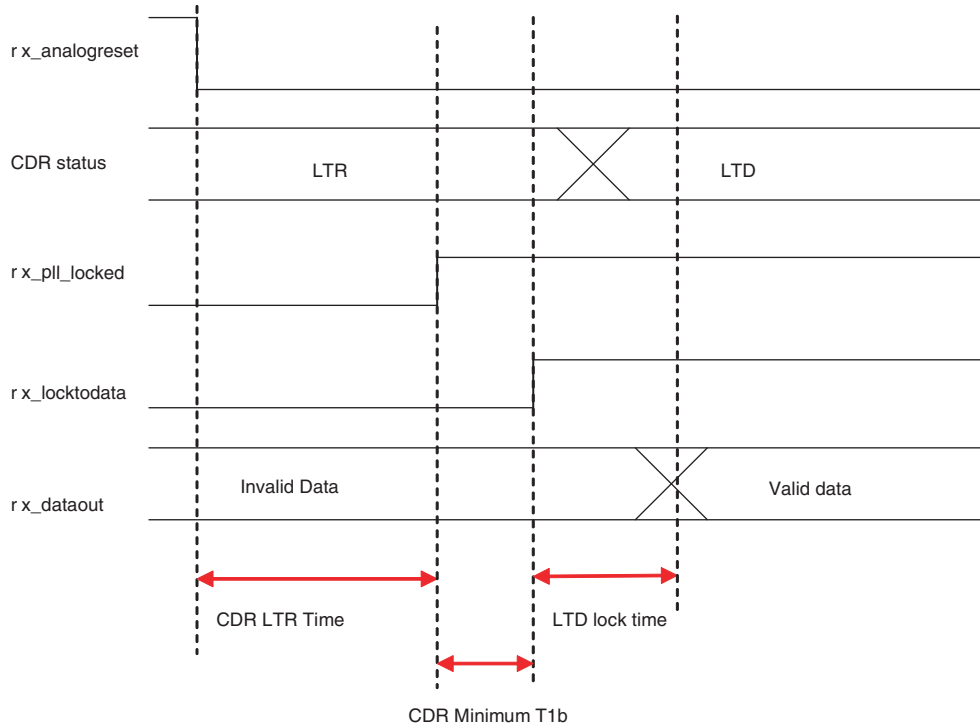 r x_analogreset
CDR status
LTR
LTD
r x_pll_locked
r x_locktodata
r x_dataout
Invalid Data
Valid data
CDR LTR Time
LTD lock time
CDR Minimum T1b